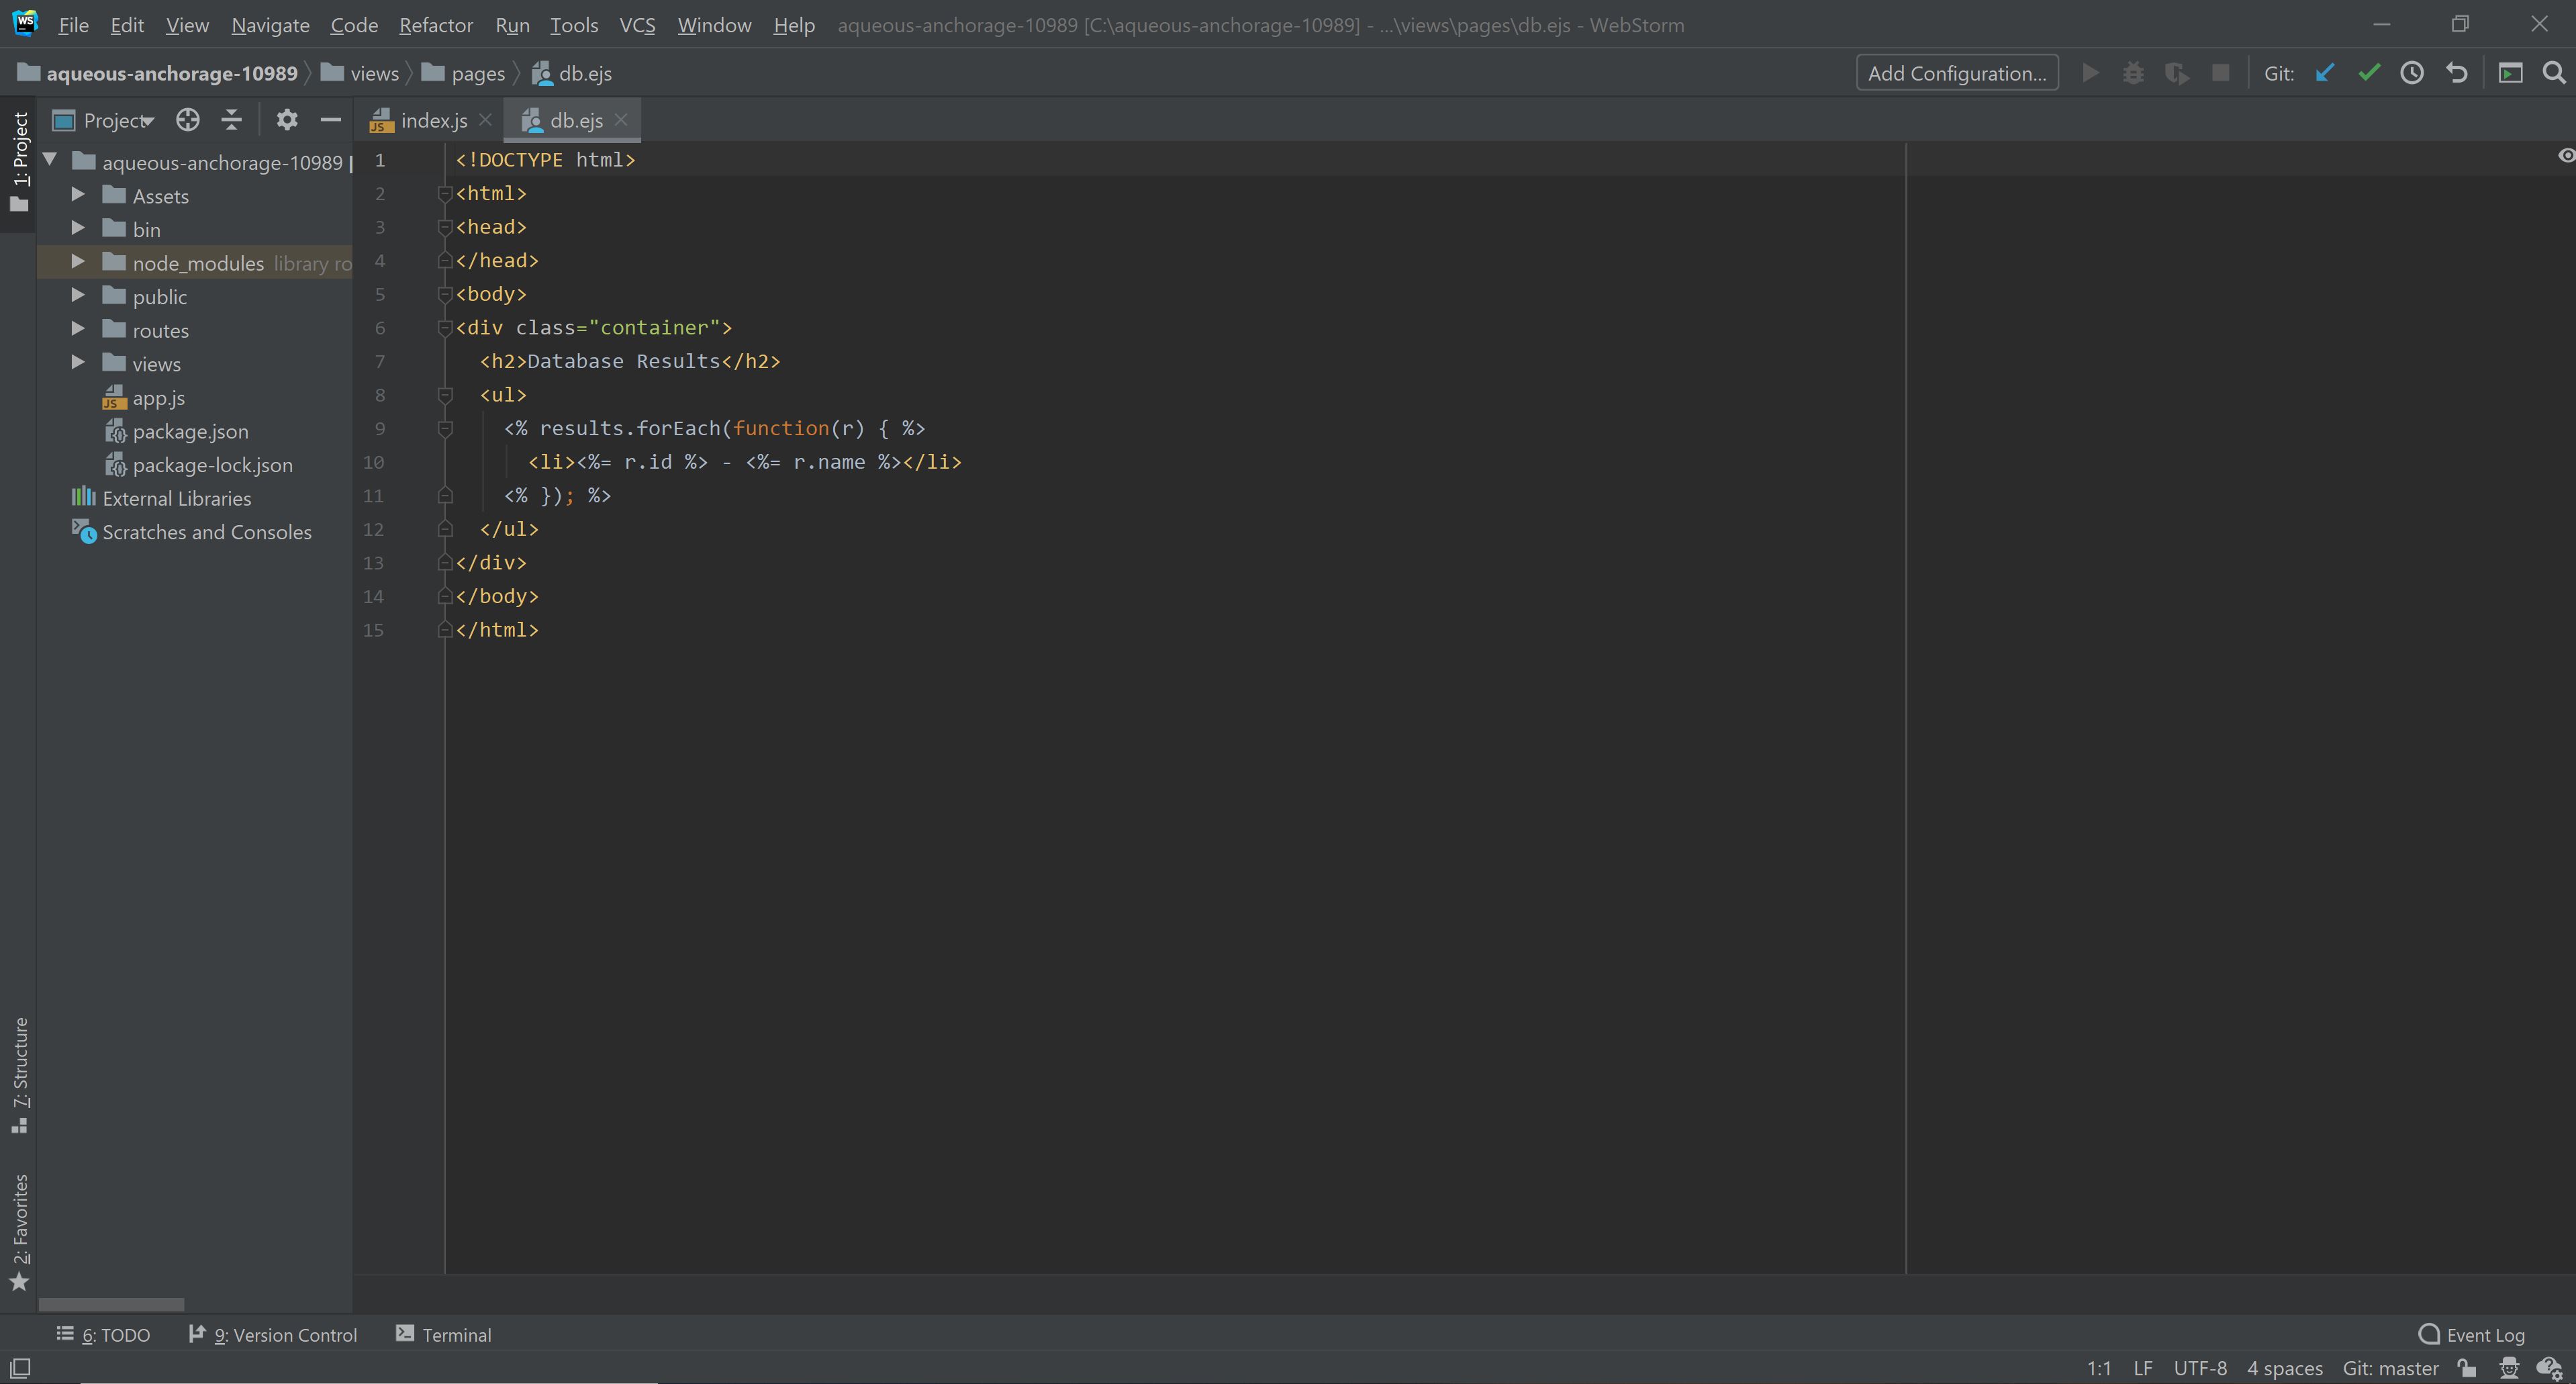 WS File Edit View Navigate Code Refactor Run Tools VCS Window Help aqueous-anchorage-10989 [C:\aqueous-anchorage-10989] - ...\views\pages\db.ejs - WebStorm
aqueous-anchorage-10989 views pages db.ejs Add Configuration... Git:
1: Project
7: Structure
2: Favorites
Project
aqueous-anchorage-10989 [
Assets
bin
node_modules library ro
public
routes
views
JS app.js
package.json
package-lock.json
External Libraries
Scratches and Consoles
JS index.js db.ejs
1 <!DOCTYPE html>
2 <html>
3 <head>
4 </head>
5 <body>
6 <div class="container">
7 <h2>Database Results</h2>
8 <ul>
9 <% results.forEach(function(r) { %>
10 <li><%= r.id %> - <%= r.name %></li>
11 <% }); %>
12 </ul>
13 </div>
14 </body>
15 </html>
6: TODO 9: Version Control Terminal Event Log
1:1 LF UTF-8 4 spaces Git: master